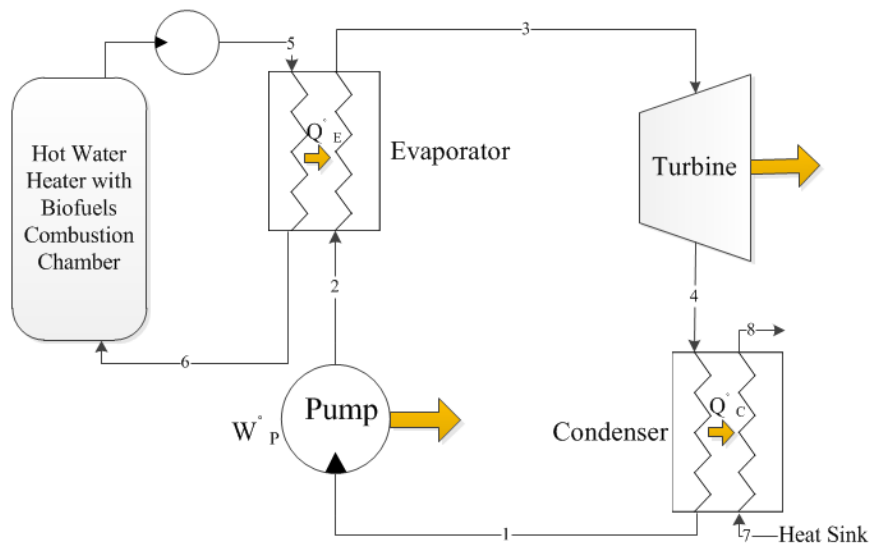 3
5
Q°E
Evaporator
Hot Water
Heater with
Biofuels
Combustion
Chamber
Turbine
2
4
8
6
Pump
W°P
Q°C
Condenser
1
7
Heat Sink